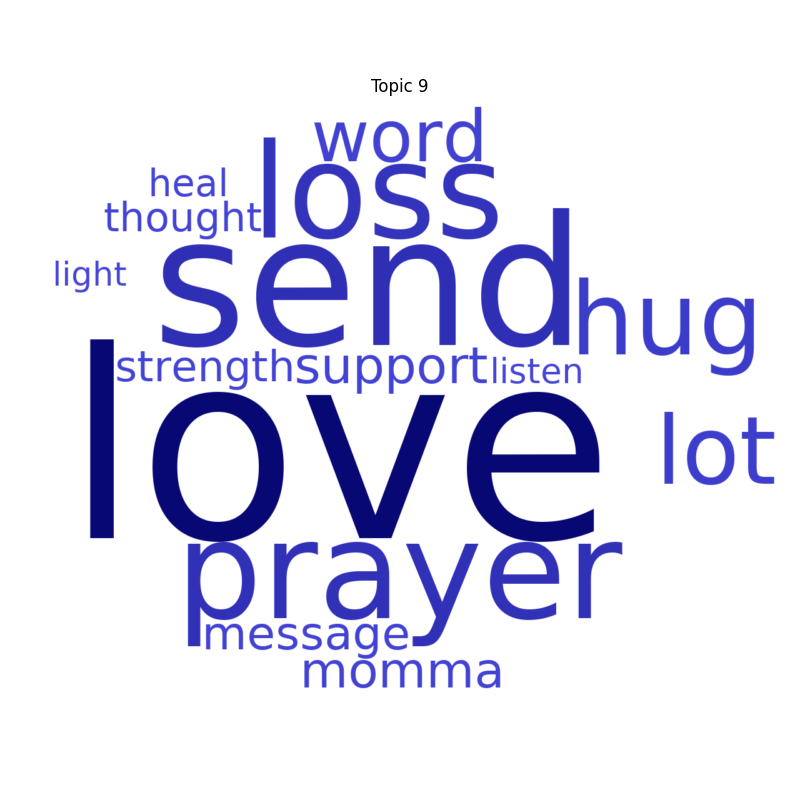 Topic 9
word
loss
heal
thought
send
light
hug
strength support listen
love
lot
prayer
message
momma